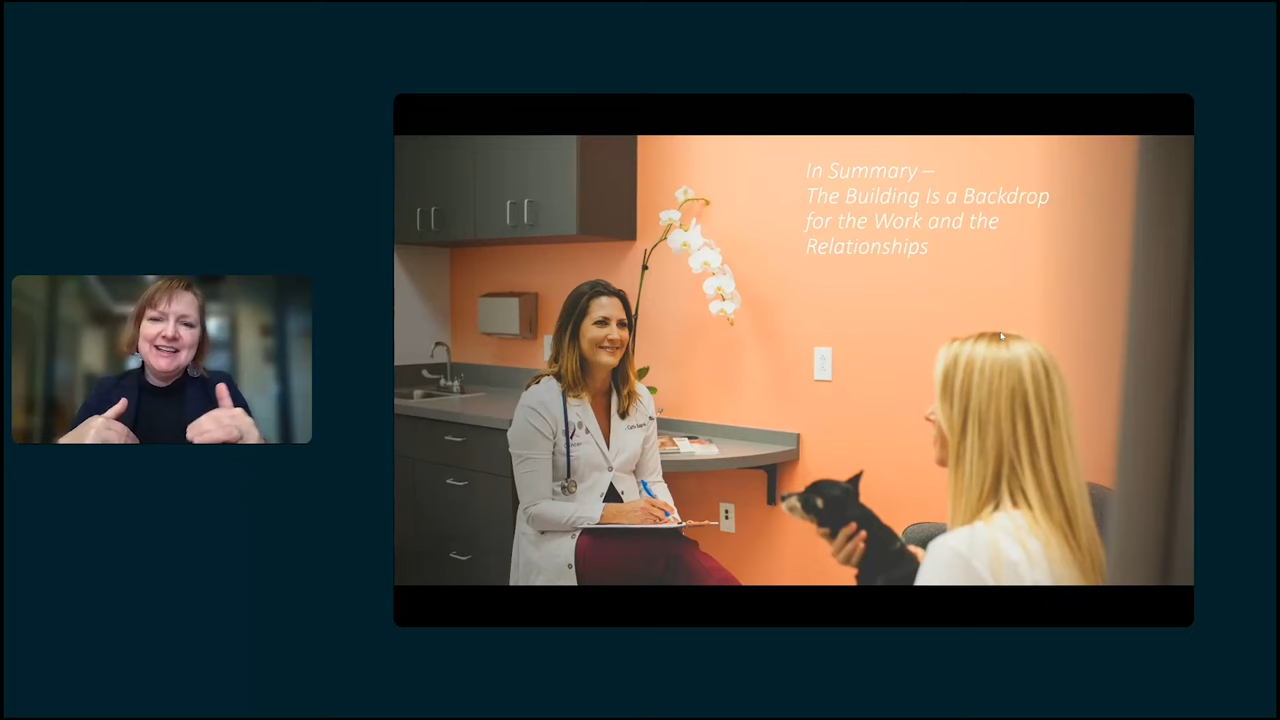 In Summary –
The Building Is a Backdrop
for the Work and the
Relationships